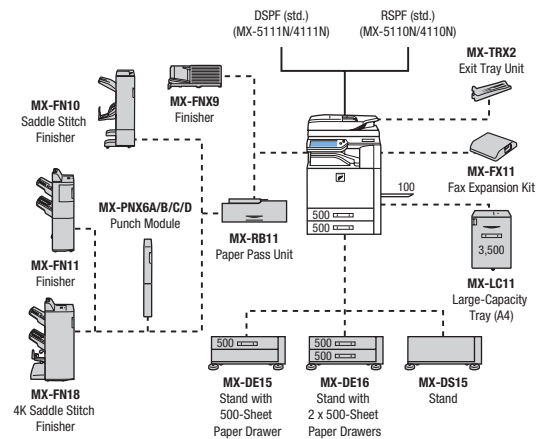 DSPF (std.)
(MX-5111N/4111N)
RSPF (std.)
(MX-5110N/4110N)
MX-TRX2
Exit Tray Unit
MX-FN10
Saddle Stitch
Finisher
MX-FNX9
Finisher
MX-FX11
Fax Expansion Kit
100
500
500
MX-PNX6A/B/C/D
Punch Module
MX-RB11
Paper Pass Unit
3,500
MX-LC11
Large-Capacity
Tray (A4)
MX-FN11
Finisher
MX-FN18
4K Saddle Stitch
Finisher
500
MX-DE15
Stand with
500-Sheet
Paper Drawer
500
500
MX-DE16
Stand with
2 x 500-Sheet
Paper Drawers
MX-DS15
Stand